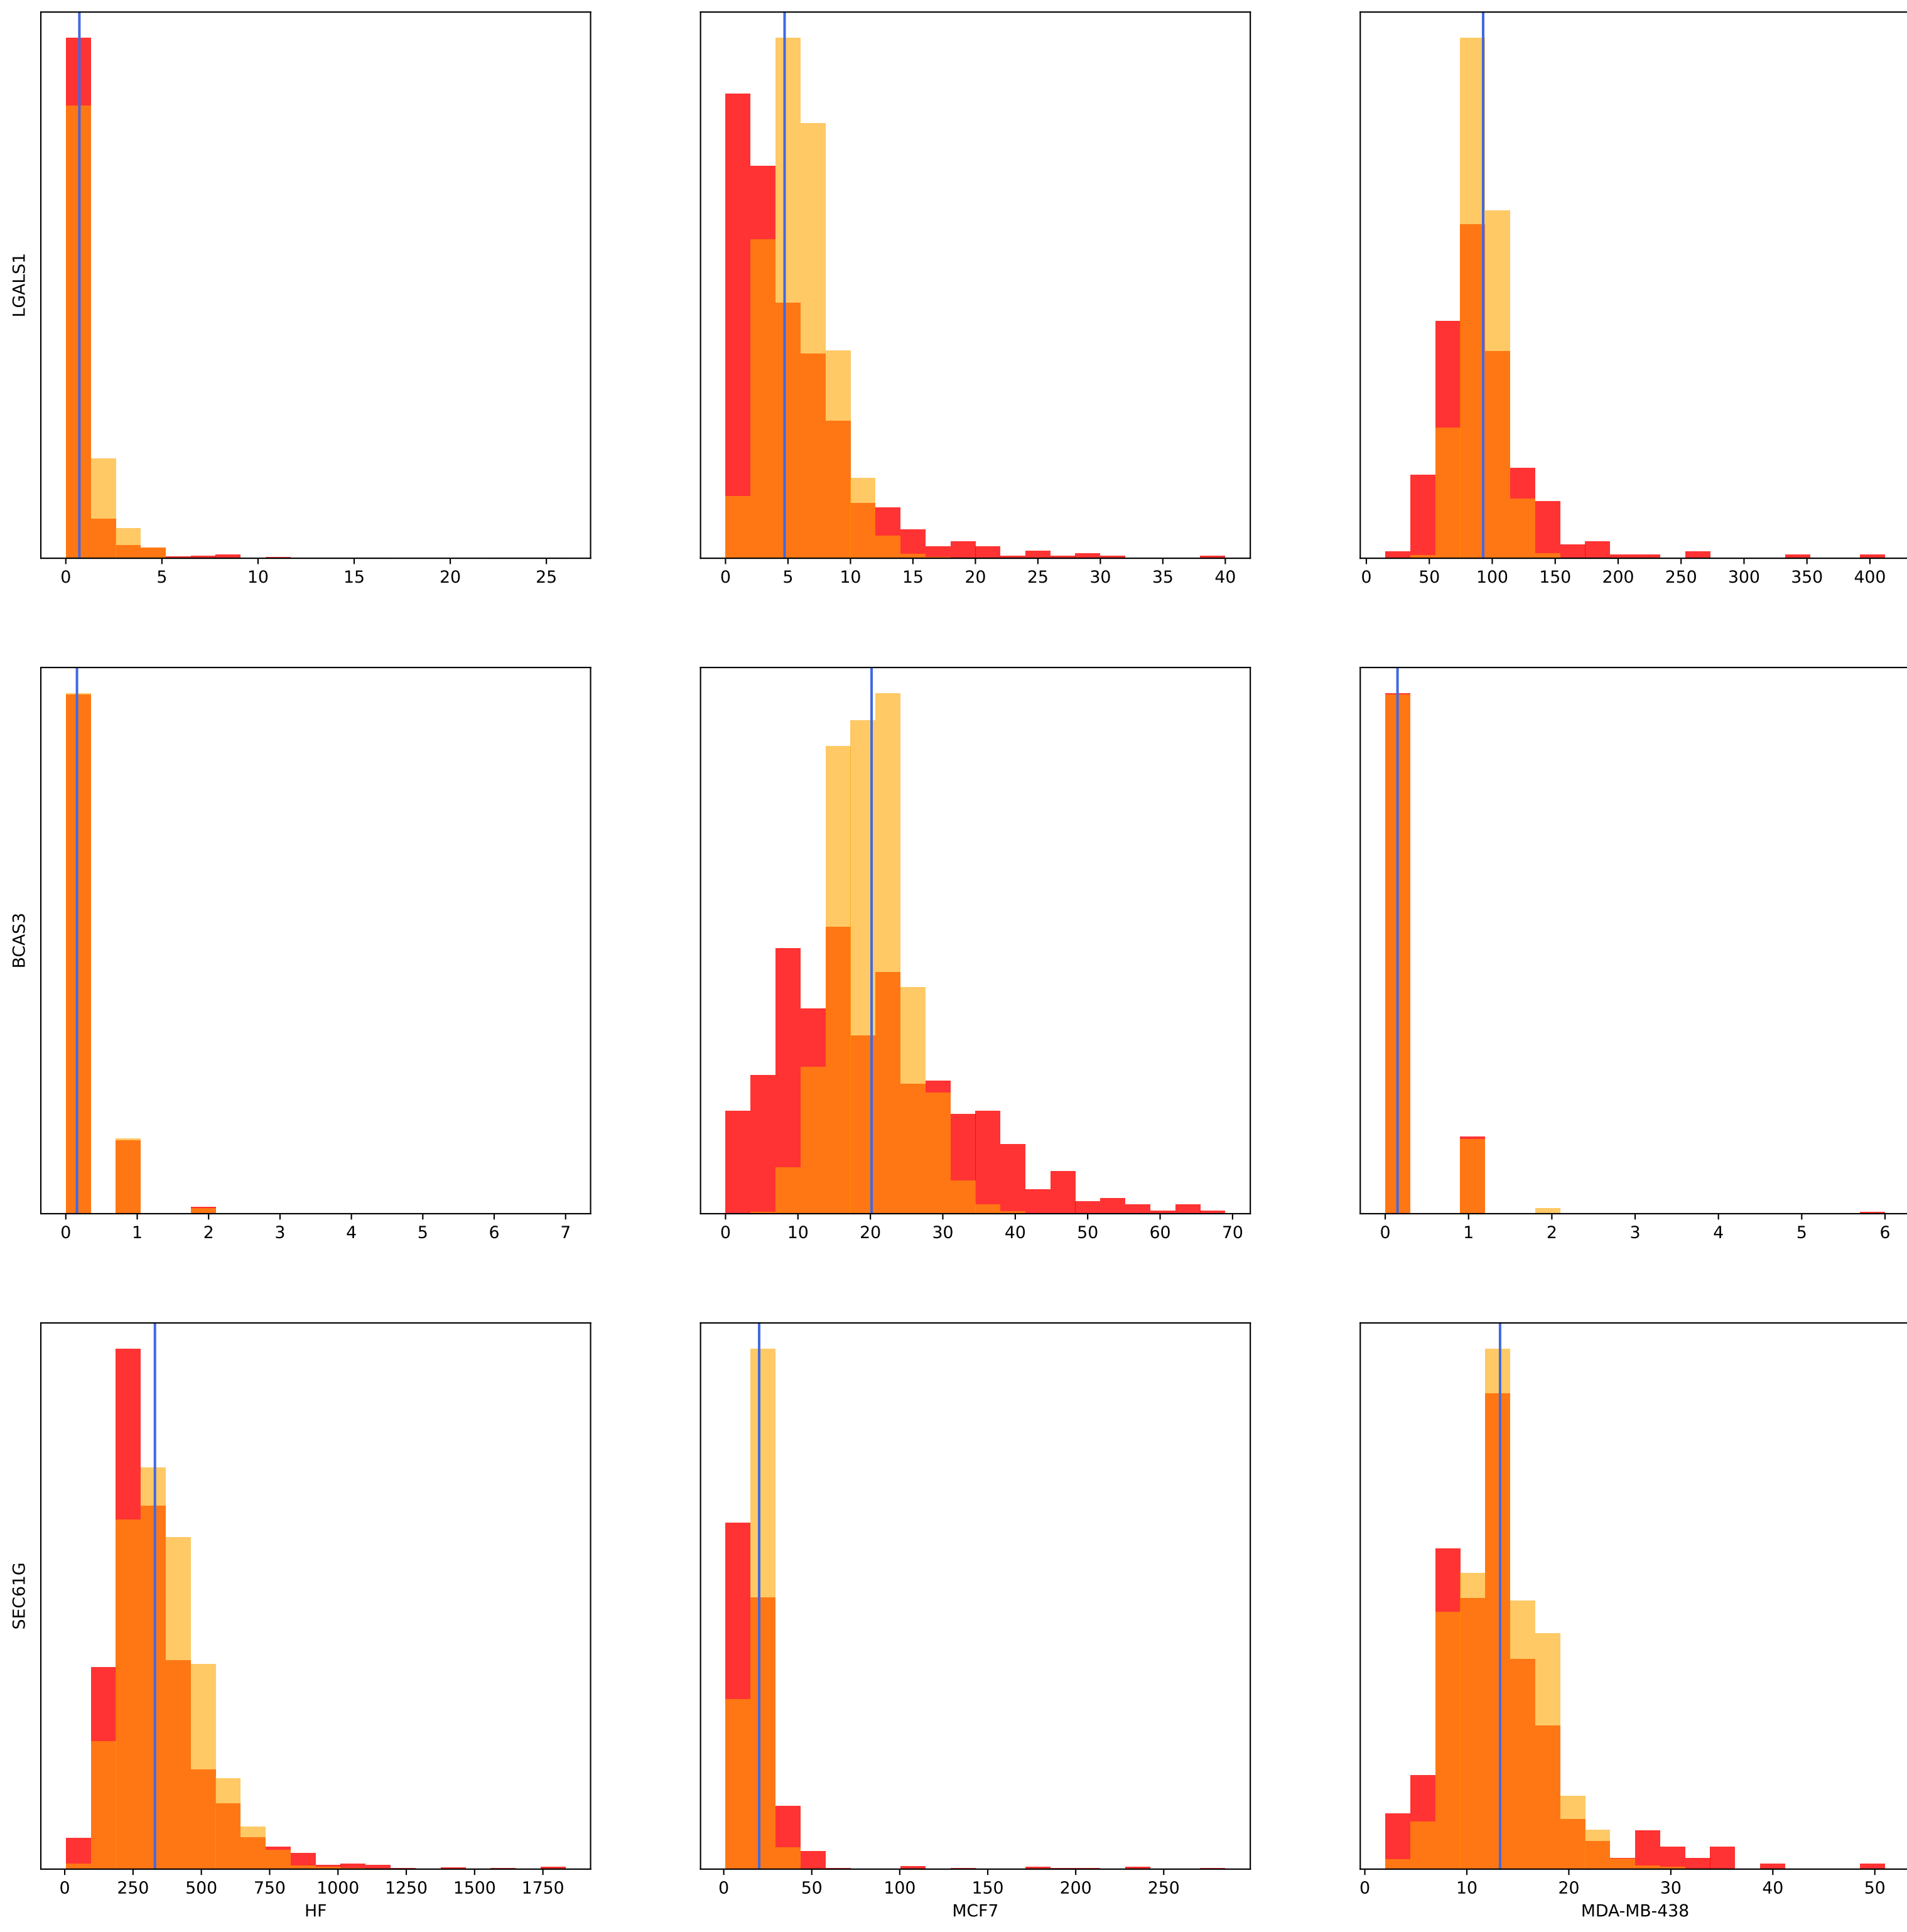 LGALS1
0 5 10 15 20 25
0 5 10 15 20 25 30 35 40
0 50 100 150 200 250 300 350 400
BCAS3
0 1 2 3 4 5 6 7
0 10 20 30 40 50 60 70
0 1 2 3 4 5 6
SEC61G
0 250 500 750 1000 1250 1500 1750
HF
0 50 100 150 200 250
MCF7
0 10 20 30 40 50
MDA-MB-438